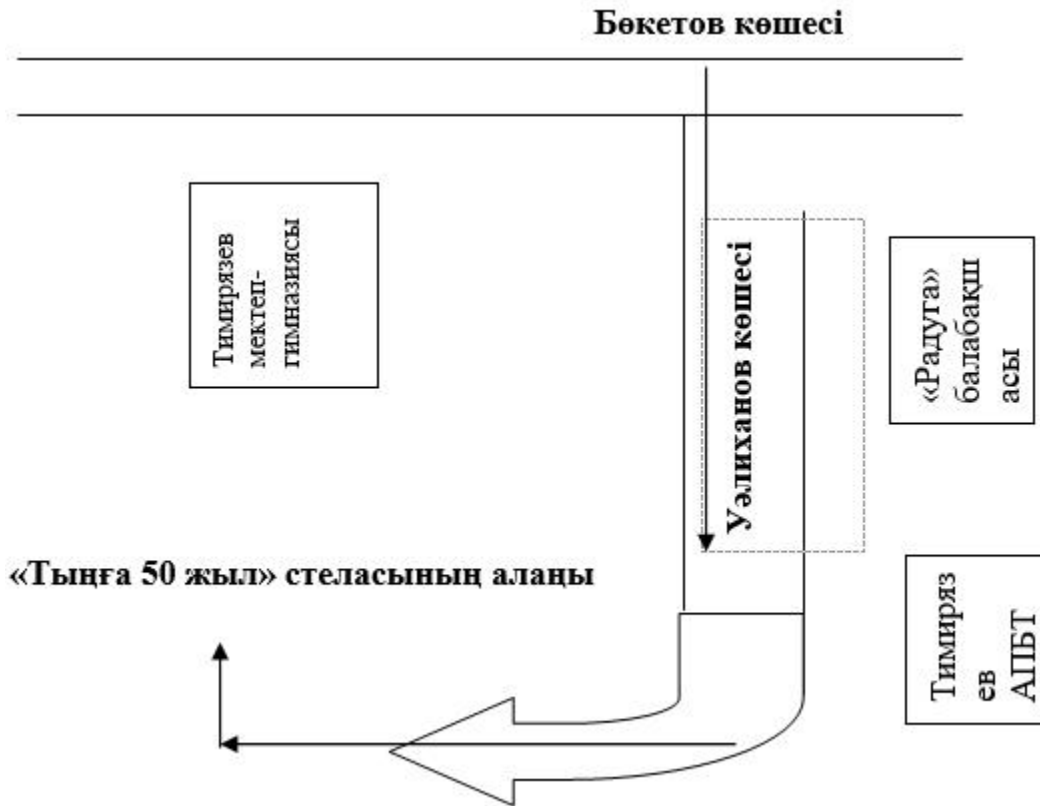 Бөкетов көшесі
Тимирязев
мектеп-
гимназиясы
Уәлиханов көшесі
«Радуга»
балабақш
асы
«Тыңға 50 жыл» стеласының алаңы
Тимиряз
ев
АПБТ